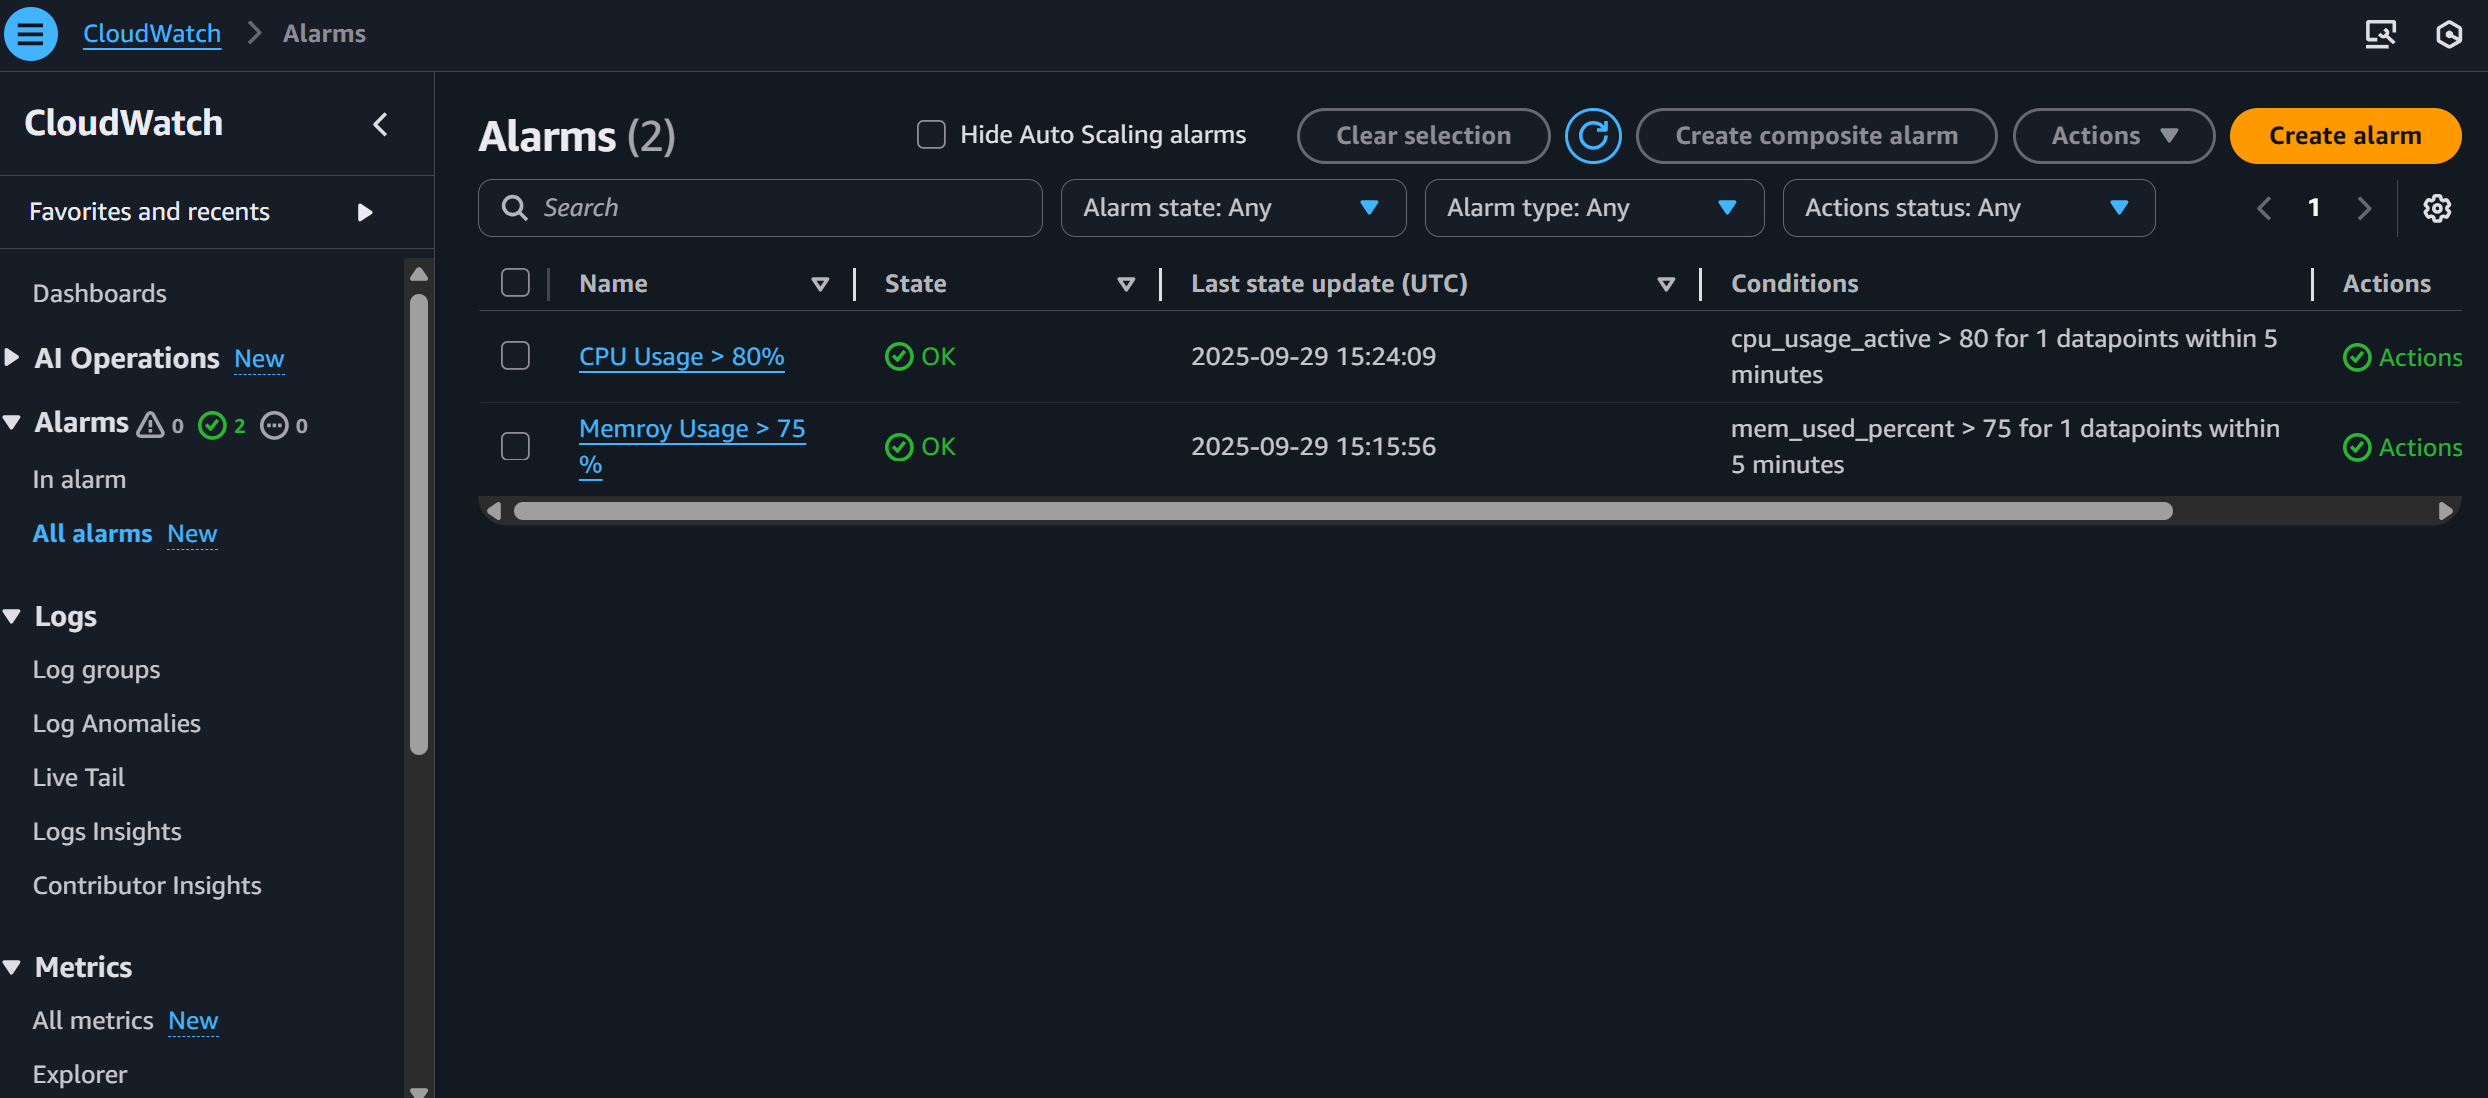 CloudWatch > Alarms
CloudWatch
Favorites and recents
Dashboards
AI Operations New
Alarms 0 2 0
In alarm
All alarms New
Logs
Log groups
Log Anomalies
Live Tail
Logs Insights
Contributor Insights
Metrics
All metrics New
Explorer
Alarms (2)
Hide Auto Scaling alarms
Clear selection
Create composite alarm
Actions
Create alarm
Search
Alarm state: Any
Alarm type: Any
Actions status: Any
1
Name State Last state update (UTC) Conditions Actions
CPU Usage > 80% OK 2025-09-29 15:24:09 cpu_usage_active > 80 for 1 datapoints within 5
minutes Actions
Memroy Usage > 75
% OK 2025-09-29 15:15:56 mem_used_percent > 75 for 1 datapoints within
5 minutes Actions